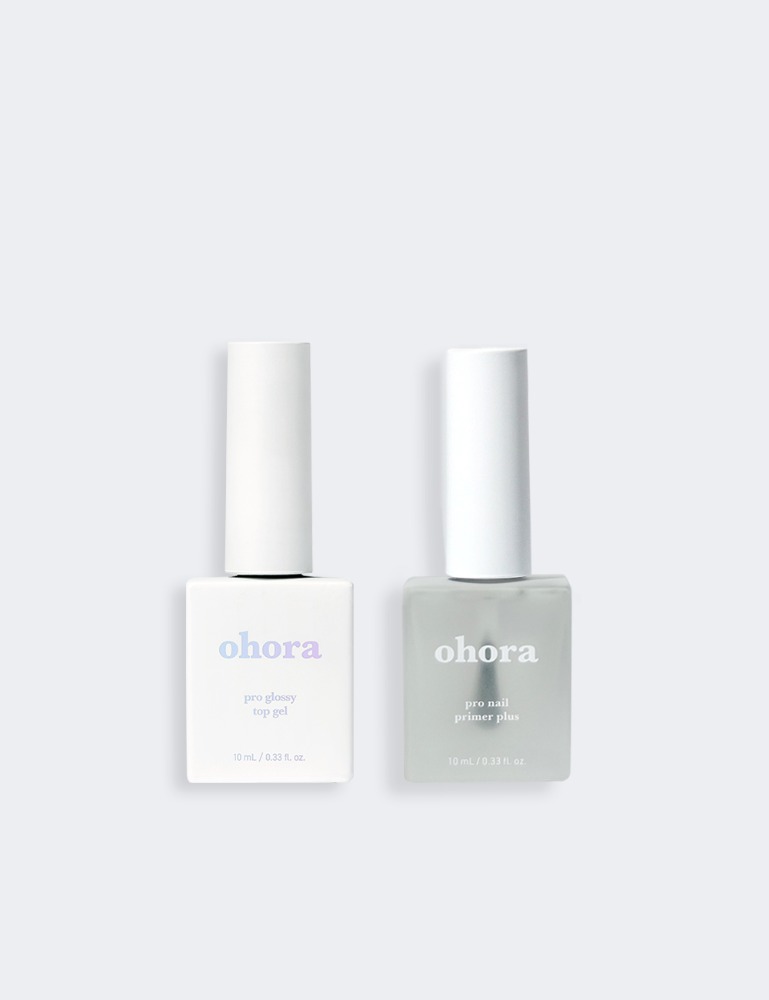 ohora
pro glossy
top gel
10 mL / 0.33 fl. oz.
ohora
pro nail
primer plus
10 mL / 0.33 fl. oz.